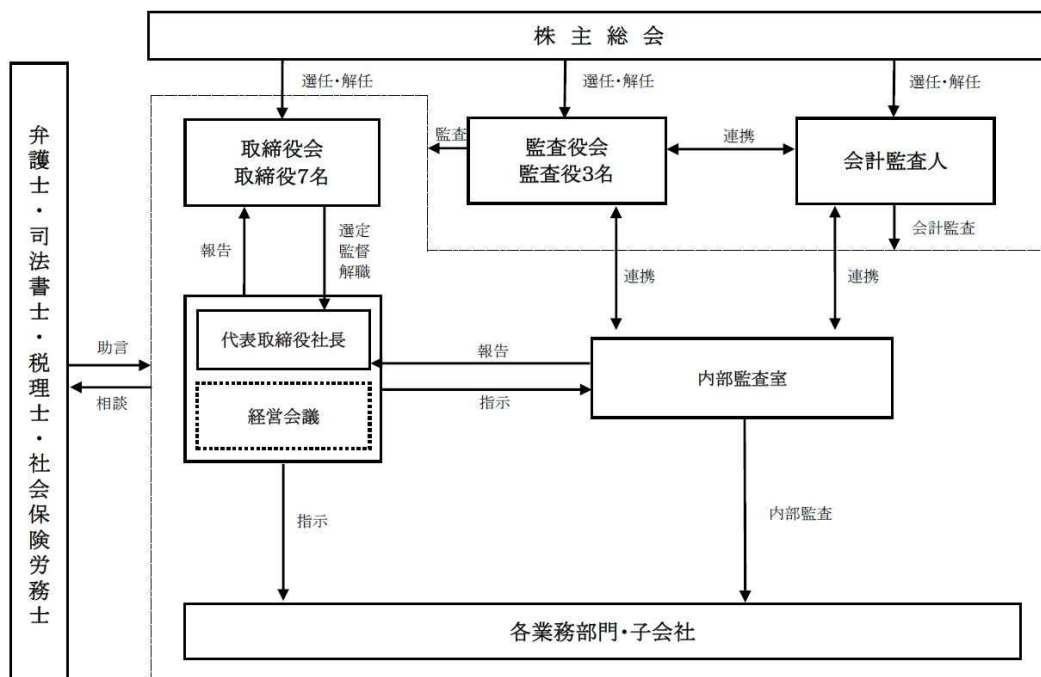 株主総会
選任・解任
選任・解任
選任・解任
弁護士・司法書士・税理士・社会保険労務士
取締役会
取締役7名
監査
監査役会
監査役3名
連携
会計監査人
会計監査
報告
選定
監督
解職
連携
連携
代表取締役社長
経営会議
助言
相談
報告
指示
内部監査室
指示
内部監査
各業務部門・子会社